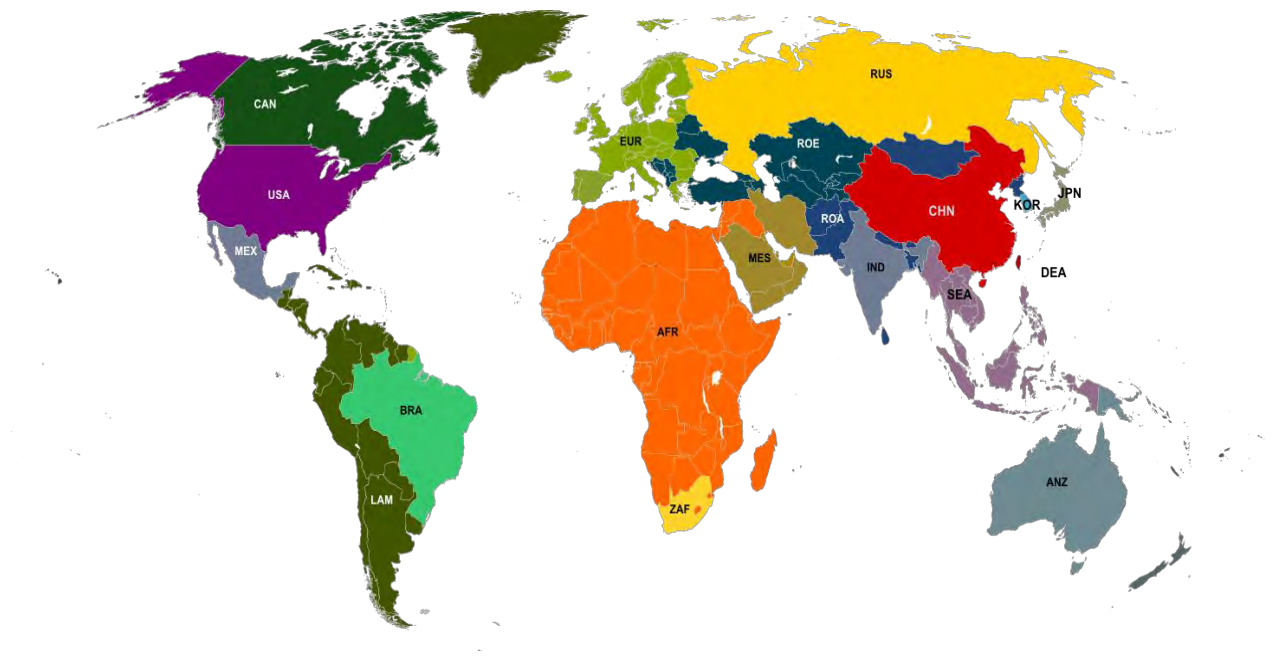 RUS
CAN
EUR
ROE
USA
JPN
KOR
CHN
ROA
MEX
MES
IND
DEA
SEA
AFR
BRA
ANZ
LAM
ZAF